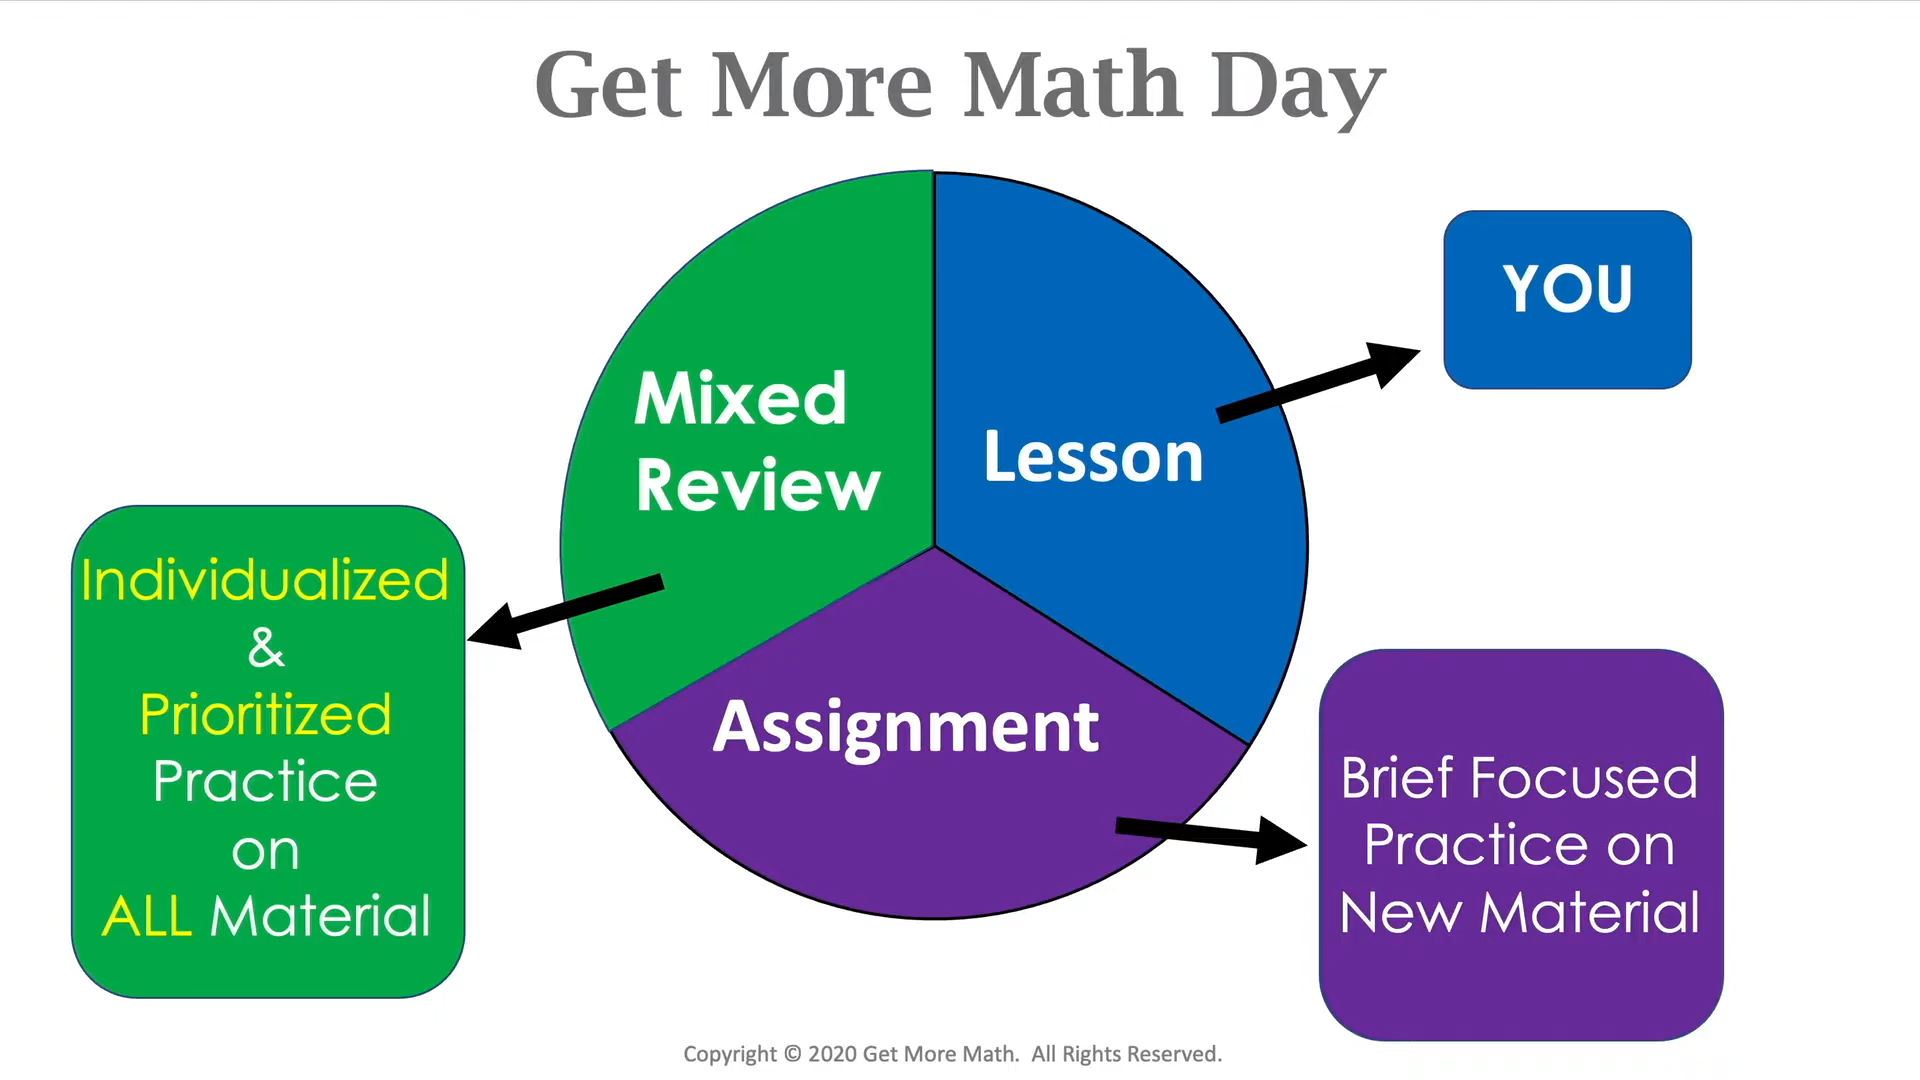 Get More Math Day
Mixed
Review
Lesson
YOU
Individualized
&
Prioritized
Practice
on
ALL Material
Assignment
Brief Focused
Practice on
New Material
Copyright © 2020 Get More Math.  All Rights Reserved.